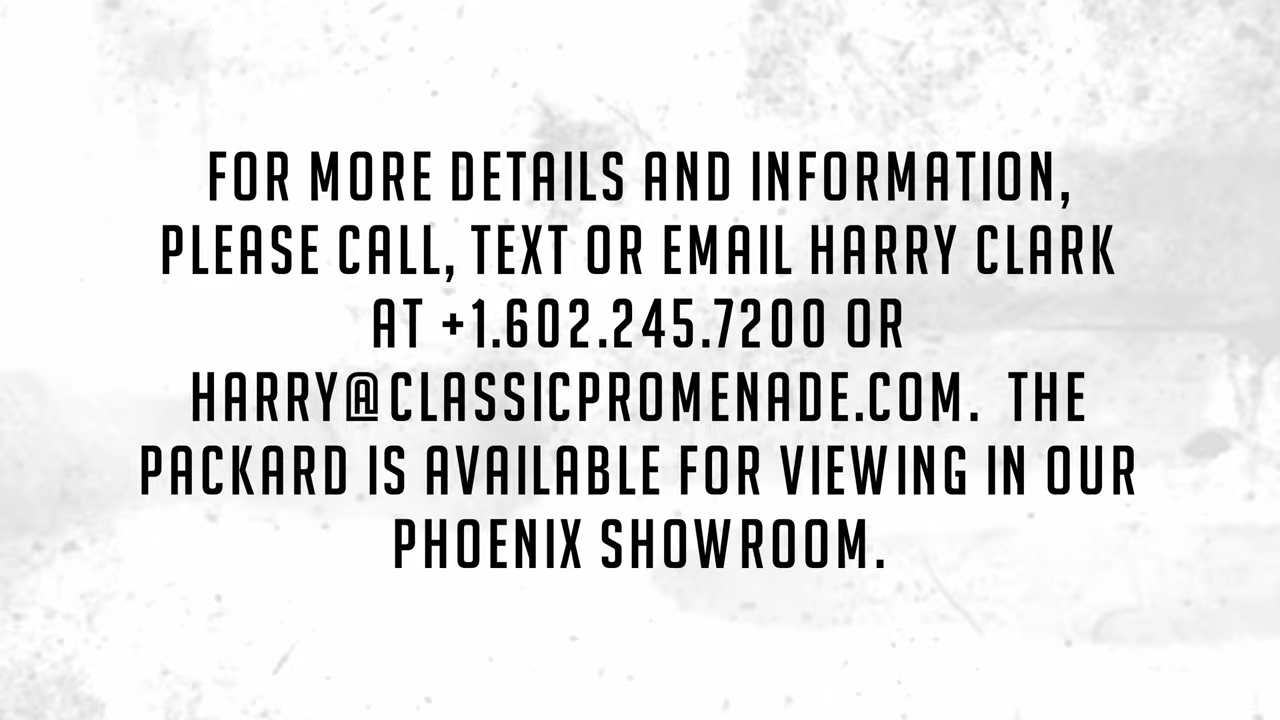 FOR MORE DETAILS AND INFORMATION,
PLEASE CALL, TEXT OR EMAIL HARRY CLARK
AT +1.602.245.7200 OR
HARRY@CLASSICPROMENADE.COM. THE
PACKARD IS AVAILABLE FOR VIEWING IN OUR
PHOENIX SHOWROOM.